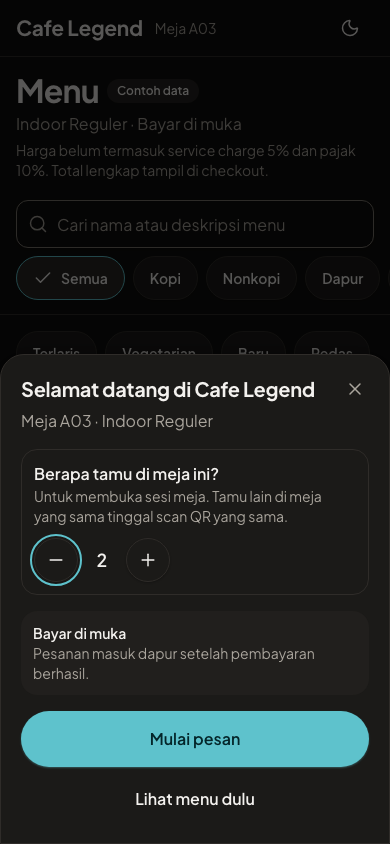 Cafe Legend Meja A03
Menu Contoh data
Indoor Reguler · Bayar di muka
Harga belum termasuk service charge 5% dan pajak
10%. Total lengkap tampil di checkout.
Cari nama atau deskripsi menu
Semua Kopi Nonkopi Dapur
Terlaris Vegetarian Baru Pedas
Selamat datang di Cafe Legend
Meja A03 · Indoor Reguler
Berapa tamu di meja ini?
Untuk membuka sesi meja. Tamu lain di meja
yang sama tinggal scan QR yang sama.
2
Bayar di muka
Pesanan masuk dapur setelah pembayaran
berhasil.
Mulai pesan
Lihat menu dulu